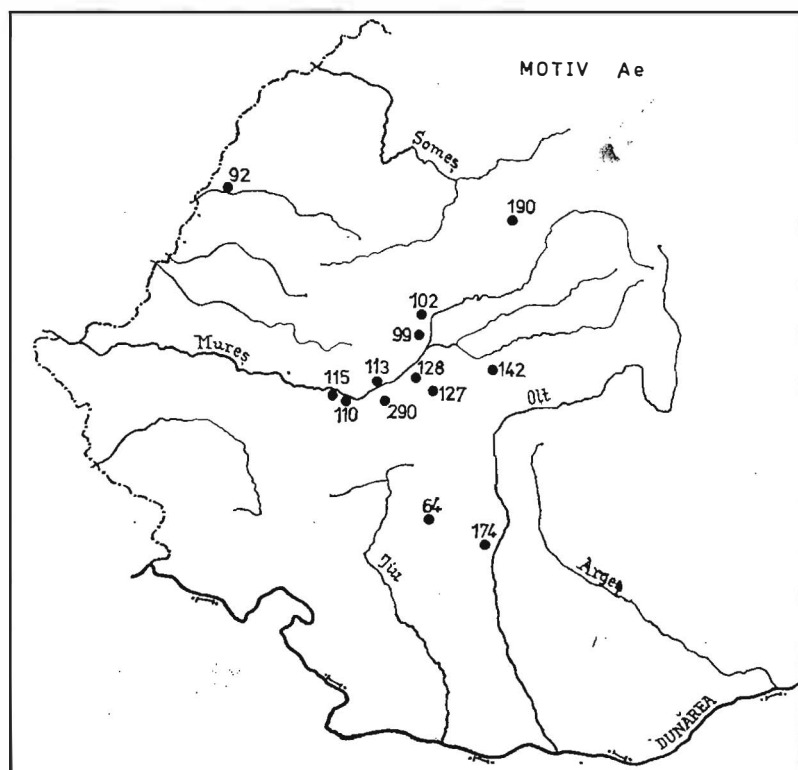 MOTIV Ae
Someș
92
190
102
99
Mureș
113
128
142
115
127
Olt
110
290
64
174
Jiu
Argeș
DUNĂREA